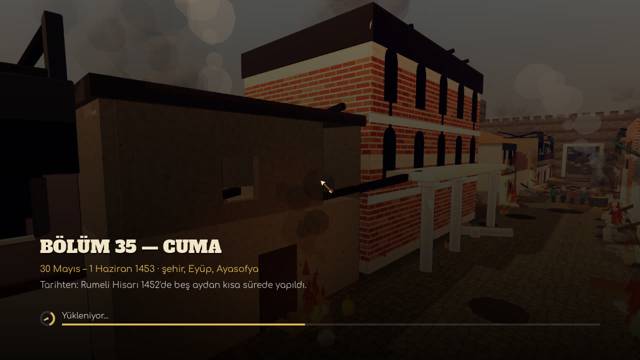 BÖLÜM 35 — CUMA
30 Mayıs – 1 Haziran 1453 · şehir, Eyüp, Ayasofya
Tarihten: Rumeli Hisarı 1452'de beş aydan kısa sürede yapıldı.
Yükleniyor...